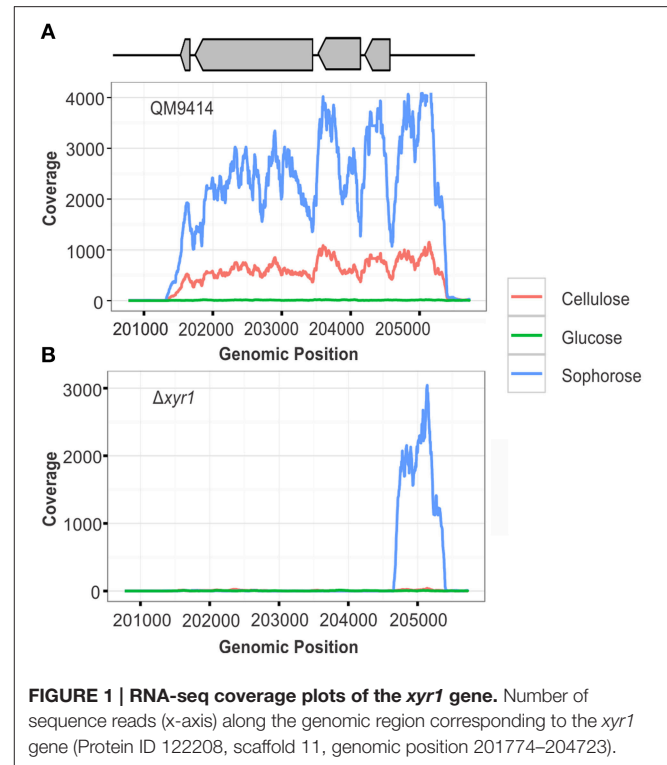 A
QM9414
4000
3000
2000
1000
0
Coverage
201000 202000 203000 204000 205000
Genomic Position
Cellulose
Glucose
Sophorose
B
Δxyr1
3000
2000
1000
0
Coverage
201000 202000 203000 204000 205000
Genomic Position
FIGURE 1 | RNA-seq coverage plots of the xyr1 gene. Number of
sequence reads (x-axis) along the genomic region corresponding to the xyr1
gene (Protein ID 122208, scaffold 11, genomic position 201774–204723).